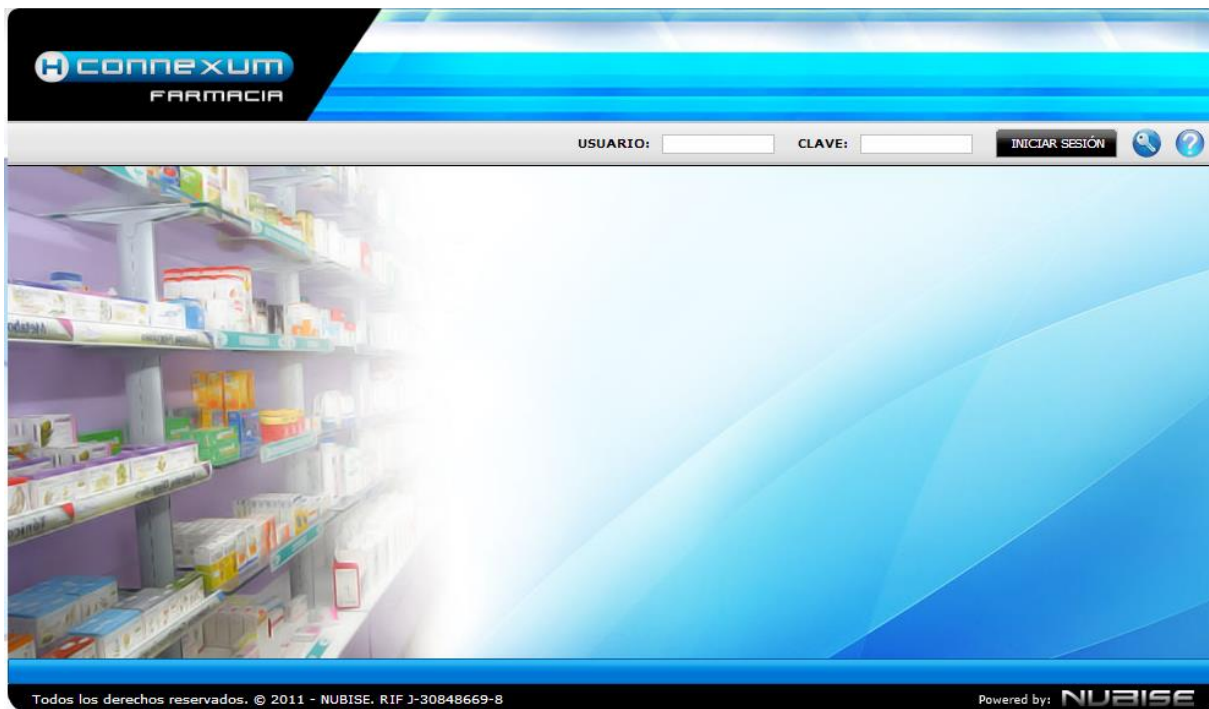 H CONNEXUM
FARMACIA
USUARIO: CLAVE: INICIAR SESIÓN ?
Todos los derechos reservados. © 2011 - NUBISE. RIF J-30848669-8
Powered by: NUBISE